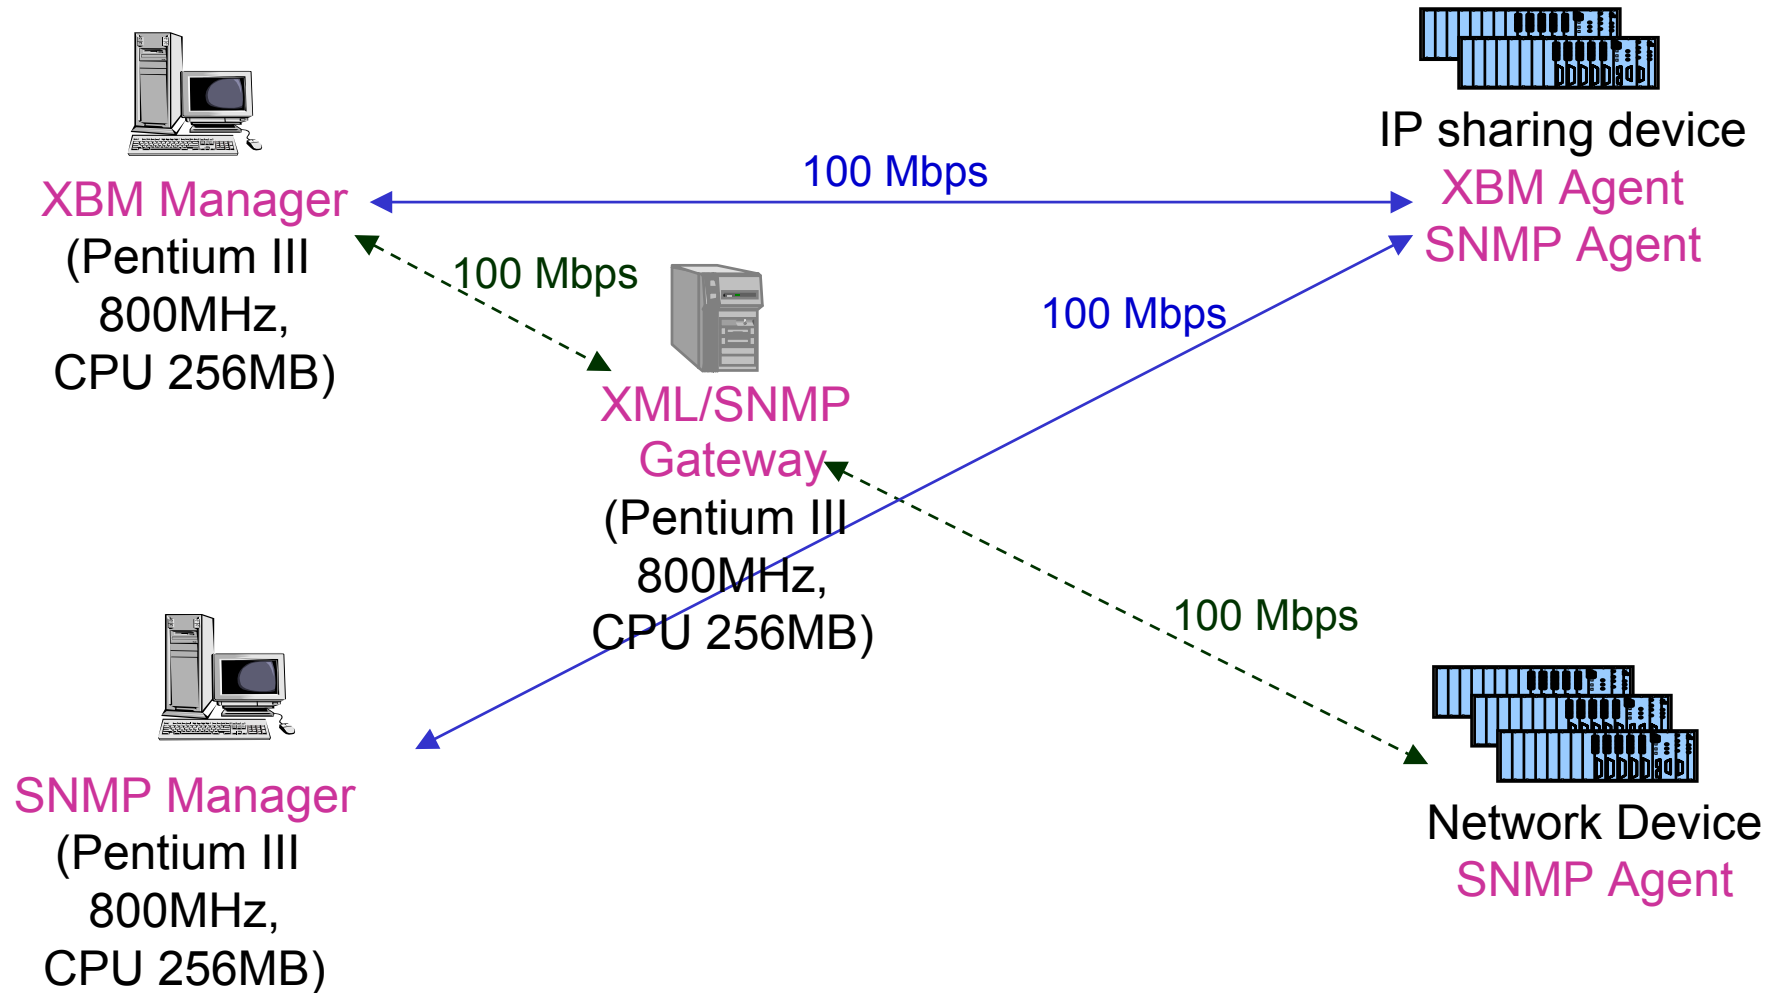 IP sharing device
XBM Agent
SNMP Agent
100 Mbps
XBM Manager
(Pentium III
800MHz,
CPU 256MB)
100 Mbps
100 Mbps
XML/SNMP
Gateway
(Pentium III
800MHz,
CPU 256MB)
100 Mbps
SNMP Manager
(Pentium III
800MHz,
CPU 256MB)
Network Device
SNMP Agent